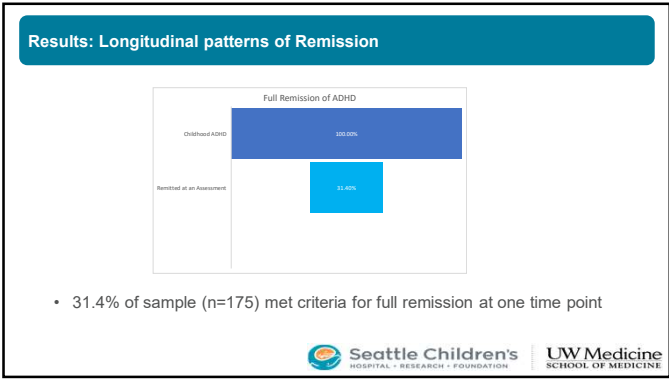 Results: Longitudinal patterns of Remission
Full Remission of ADHD
Childhood ADHD
100.00%
Remitted at an Assessment
31.40%
• 31.4% of sample (n=175) met criteria for full remission at one time point
Seattle Children's
HOSPITAL • RESEARCH • FOUNDATION
UW Medicine
SCHOOL OF MEDICINE